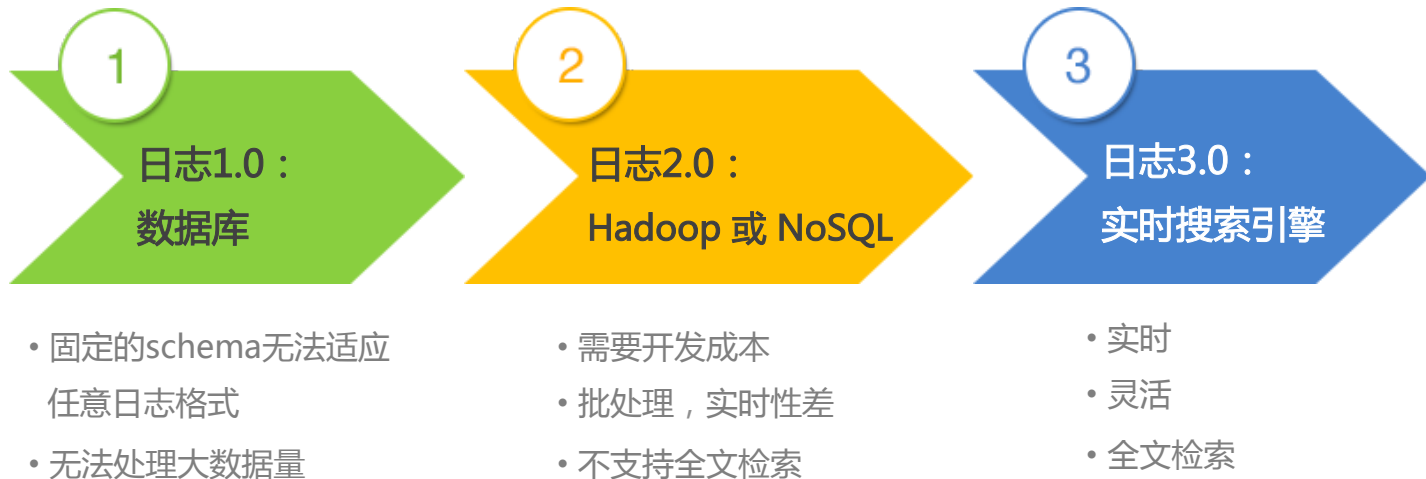 1
日志1.0：
数据库
• 固定的schema无法适应
任意日志格式
• 无法处理大数据量
2
日志2.0：
Hadoop 或 NoSQL
• 需要开发成本
• 批处理，实时性差
• 不支持全文检索
3
日志3.0：
实时搜索引擎
• 实时
• 灵活
• 全文检索